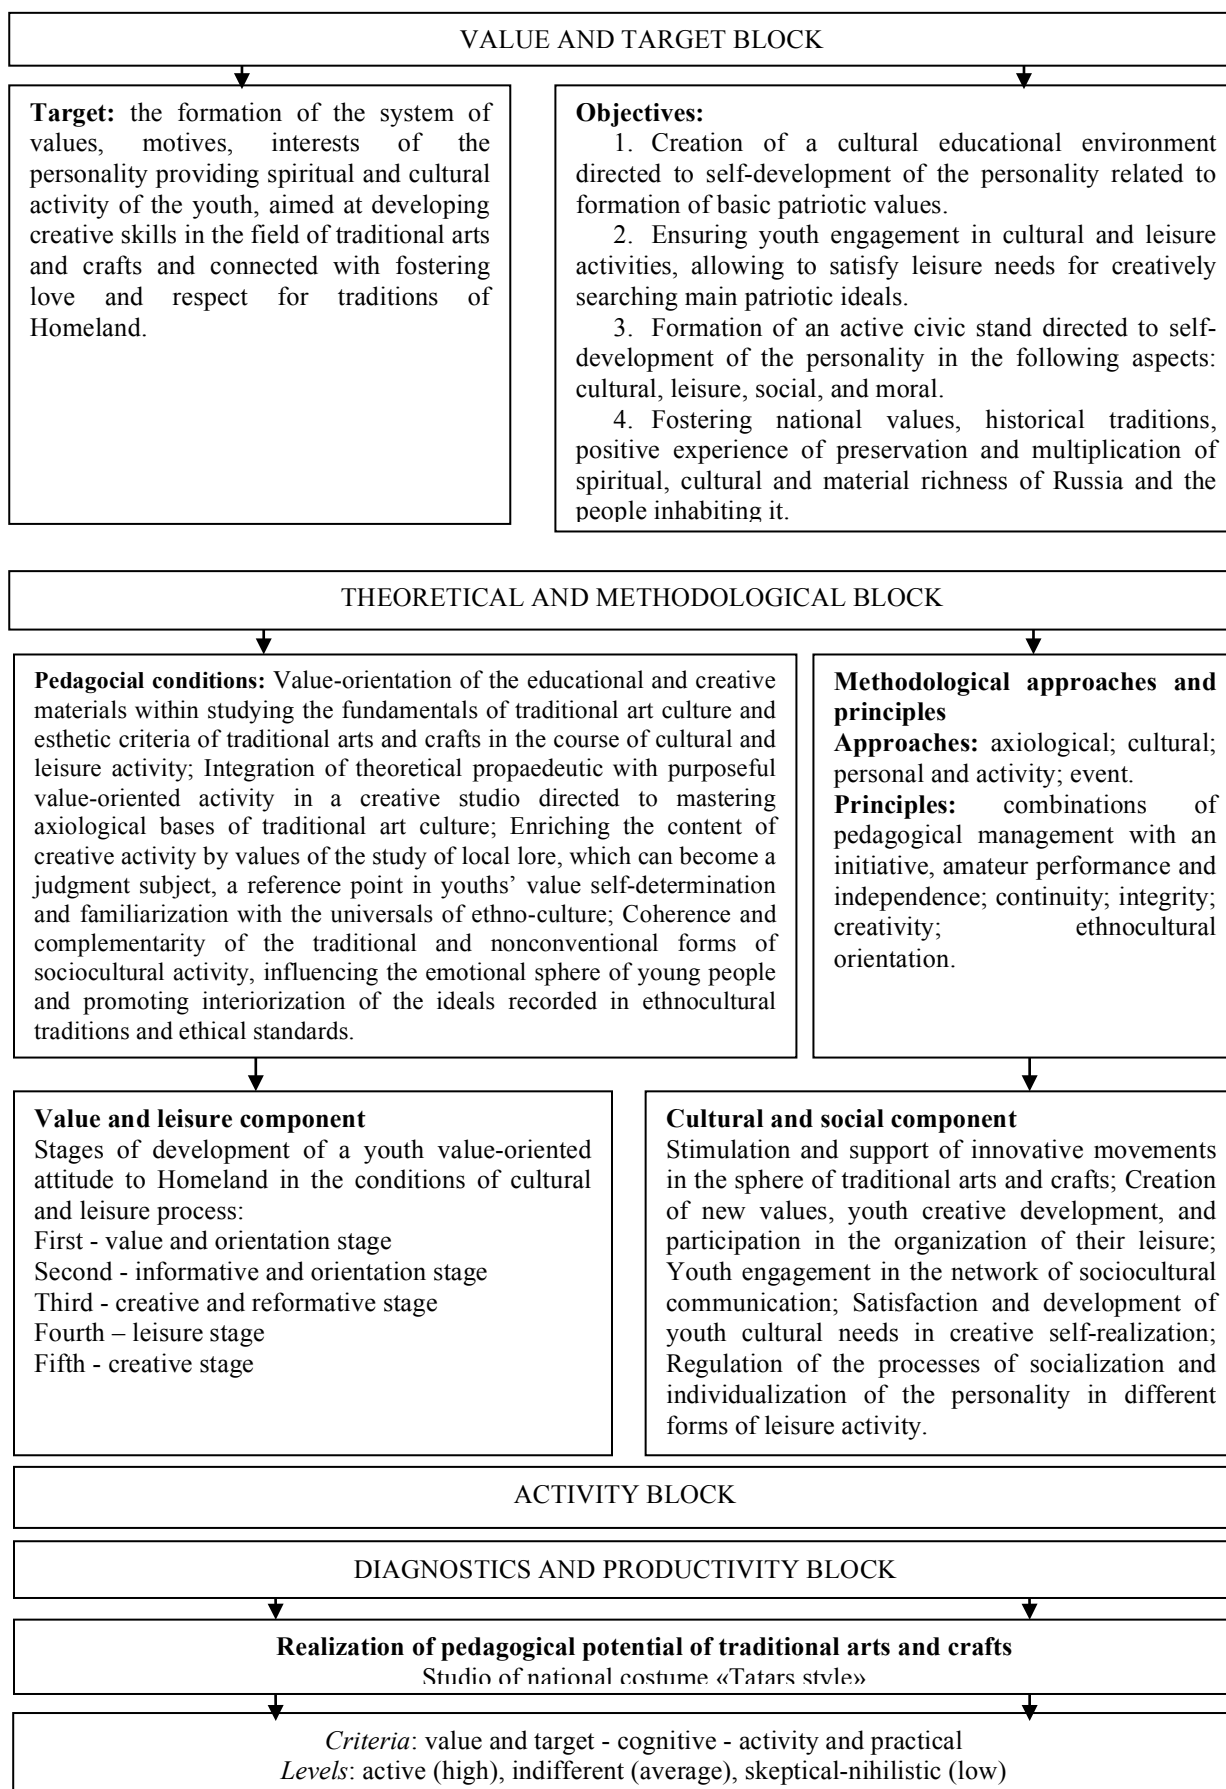 VALUE AND TARGET BLOCK
Target: the formation of the system of
values, motives, interests of the
personality providing spiritual and cultural
activity of the youth, aimed at developing
creative skills in the field of traditional arts
and crafts and connected with fostering
love and respect for traditions of
Homeland.
Objectives:
1. Creation of a cultural educational environment
directed to self-development of the personality related to
formation of basic patriotic values.
2. Ensuring youth engagement in cultural and leisure
activities, allowing to satisfy leisure needs for creatively
searching main patriotic ideals.
3. Formation of an active civic stand directed to self-
development of the personality in the following aspects:
cultural, leisure, social, and moral.
4. Fostering national values, historical traditions,
positive experience of preservation and multiplication of
spiritual, cultural and material richness of Russia and the
people inhabiting it.
THEORETICAL AND METHODOLOGICAL BLOCK
Pedagocial conditions: Value-orientation of the educational and creative
materials within studying the fundamentals of traditional art culture and
esthetic criteria of traditional arts and crafts in the course of cultural and
leisure activity; Integration of theoretical propaedeutic with purposeful
value-oriented activity in a creative studio directed to mastering
axiological bases of traditional art culture; Enriching the content of
creative activity by values of the study of local lore, which can become a
judgment subject, a reference point in youths’ value self-determination
and familiarization with the universals of ethno-culture; Coherence and
complementarity of the traditional and nonconventional forms of
sociocultural activity, influencing the emotional sphere of young people
and promoting interiorization of the ideals recorded in ethnocultural
traditions and ethical standards.
Methodological approaches and
principles
Approaches: axiological; cultural;
personal and activity; event.
Principles: combinations of
pedagogical management with an
initiative, amateur performance and
independence; continuity; integrity;
creativity; ethnocultural
orientation.
Value and leisure component
Stages of development of a youth value-oriented
attitude to Homeland in the conditions of cultural
and leisure process:
First - value and orientation stage
Second - informative and orientation stage
Third - creative and reformative stage
Fourth – leisure stage
Fifth - creative stage
Cultural and social component
Stimulation and support of innovative movements
in the sphere of traditional arts and crafts; Creation
of new values, youth creative development, and
participation in the organization of their leisure;
Youth engagement in the network of sociocultural
communication; Satisfaction and development of
youth cultural needs in creative self-realization;
Regulation of the processes of socialization and
individualization of the personality in different
forms of leisure activity.
ACTIVITY BLOCK
DIAGNOSTICS AND PRODUCTIVITY BLOCK
Realization of pedagogical potential of traditional arts and crafts
Studio of national costume «Tatars style»
Criteria: value and target - cognitive - activity and practical
Levels: active (high), indifferent (average), skeptical-nihilistic (low)